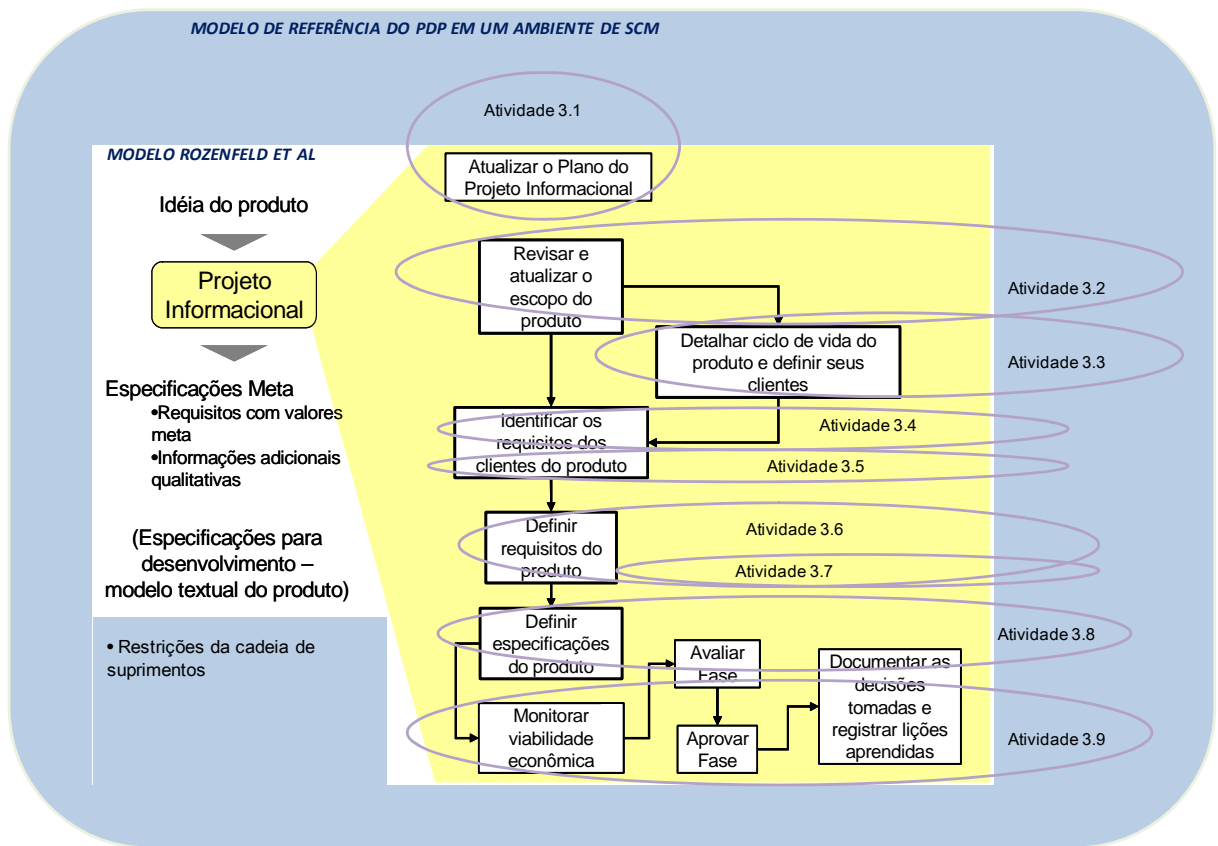 MODELO DE REFERÊNCIA DO PDP EM UM AMBIENTE DE SCM
Atividade 3.1
MODELO ROZENFELD ET AL
Atualizar o Plano do
Projeto Informacional
Idéia do produto
Projeto
Informacional
Especificações Meta
•Requisitos com valores
meta
•Informações adicionais
qualitativas
(Especificações para
desenvolvimento –
modelo textual do produto)
• Restrições da cadeia de
suprimentos
Revisar e
atualizar o
escopo do
produto
Atividade 3.2
Detalhar ciclo de vida do
produto e definir seus
clientes
Atividade 3.3
Identificar os
requisitos dos
clientes do produto
Atividade 3.4
Atividade 3.5
Definir
requisitos do
produto
Atividade 3.6
Atividade 3.7
Definir
especificações
do produto
Atividade 3.8
Avaliar
Fase
Documentar as
decisões
tomadas e
registrar lições
aprendidas
Monitorar
viabilidade
econômica
Aprovar
Fase
Atividade 3.9